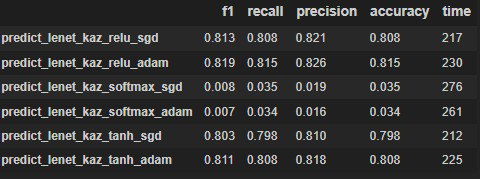 f1 recall precision accuracy time
predict_lenet_kaz_relu_sgd 0.813 0.808 0.821 0.808 217
predict_lenet_kaz_relu_adam 0.819 0.815 0.826 0.815 230
predict_lenet_kaz_softmax_sgd 0.008 0.035 0.019 0.035 276
predict_lenet_kaz_softmax_adam 0.007 0.034 0.016 0.034 261
predict_lenet_kaz_tanh_sgd 0.803 0.798 0.810 0.798 212
predict_lenet_kaz_tanh_adam 0.811 0.808 0.818 0.808 225